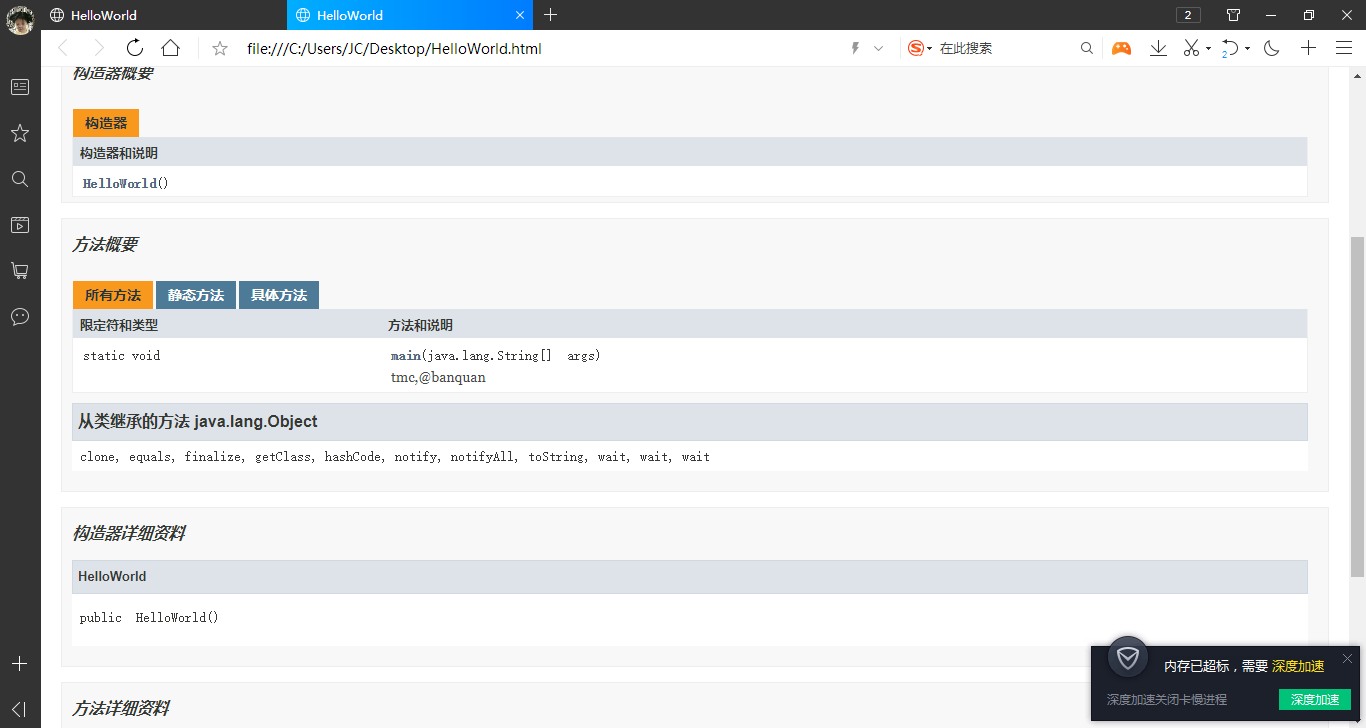 HelloWorld
HelloWorld
2
file:///C:/Users/JC/Desktop/HelloWorld.html
在此搜索
2
构造器概要
构造器
构造器和说明
HelloWorld()
方法概要
所有方法 静态方法 具体方法
限定符和类型 方法和说明
static void main(java.lang.String[] args)
tmc,@banquan
从类继承的方法 java.lang.Object
clone, equals, finalize, getClass, hashCode, notify, notifyAll, toString, wait, wait, wait
构造器详细资料
HelloWorld
public HelloWorld()
方法详细资料
内存已超标，需要 深度加速
深度加速关闭卡慢进程 深度加速